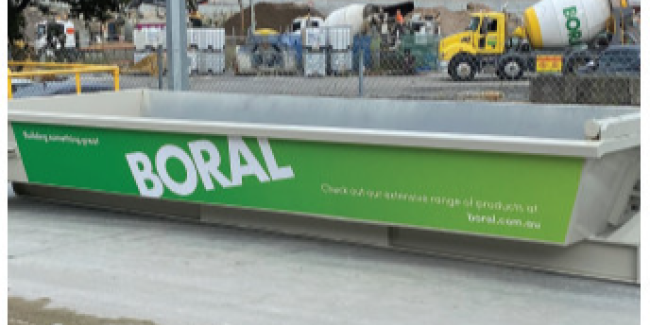 BORAL
Building something great
BORAL
Check out our extensive range of products at
boral.com.au